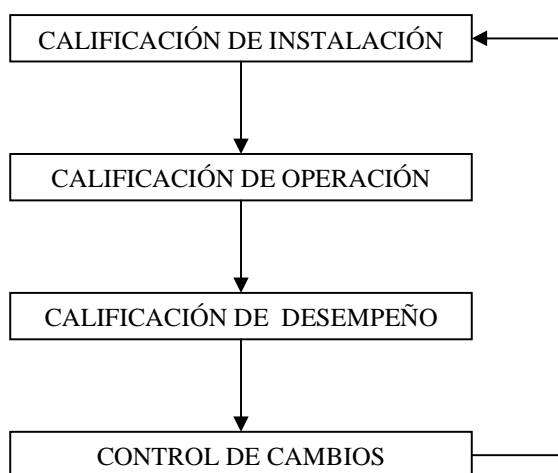 CALIFICACIÓN DE INSTALACIÓN
CALIFICACIÓN DE OPERACIÓN
CALIFICACIÓN DE DESEMPEÑO
CONTROL DE CAMBIOS